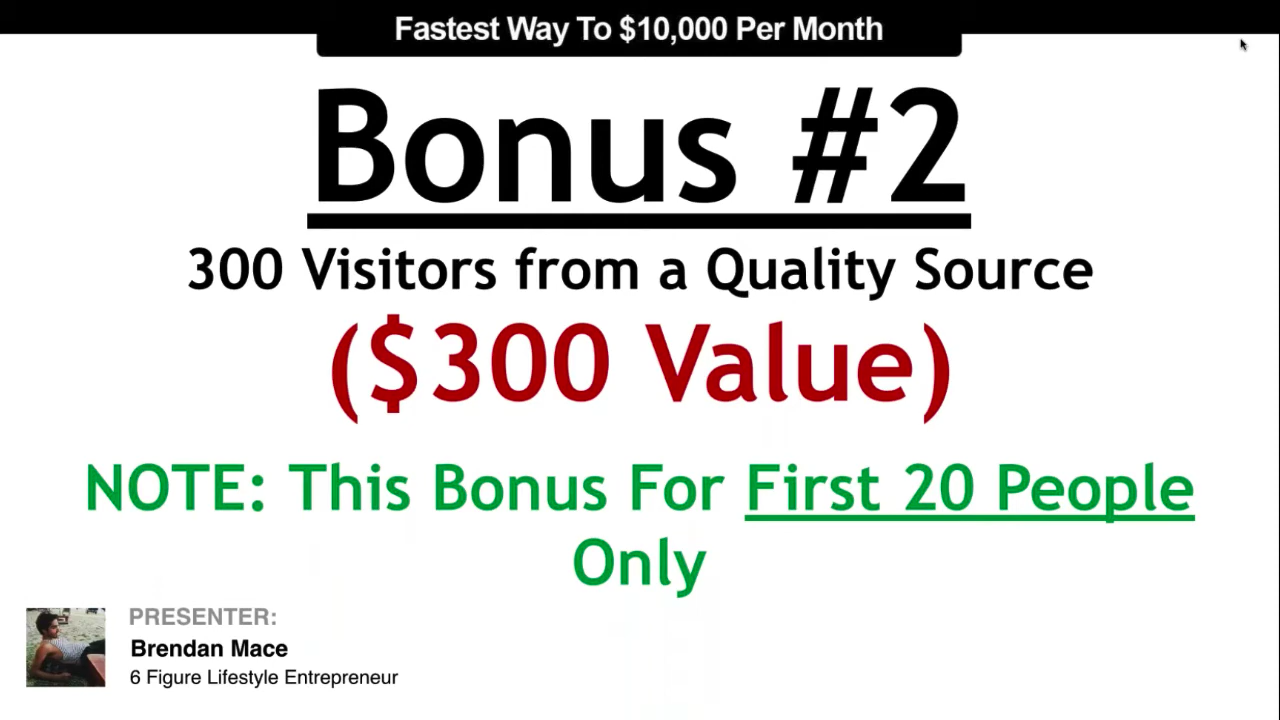 Fastest Way To $10,000 Per Month
Bonus #2
300 Visitors from a Quality Source
($300 Value)
NOTE: This Bonus For First 20 People
Only
PRESENTER:
Brendan Mace
6 Figure Lifestyle Entrepreneur